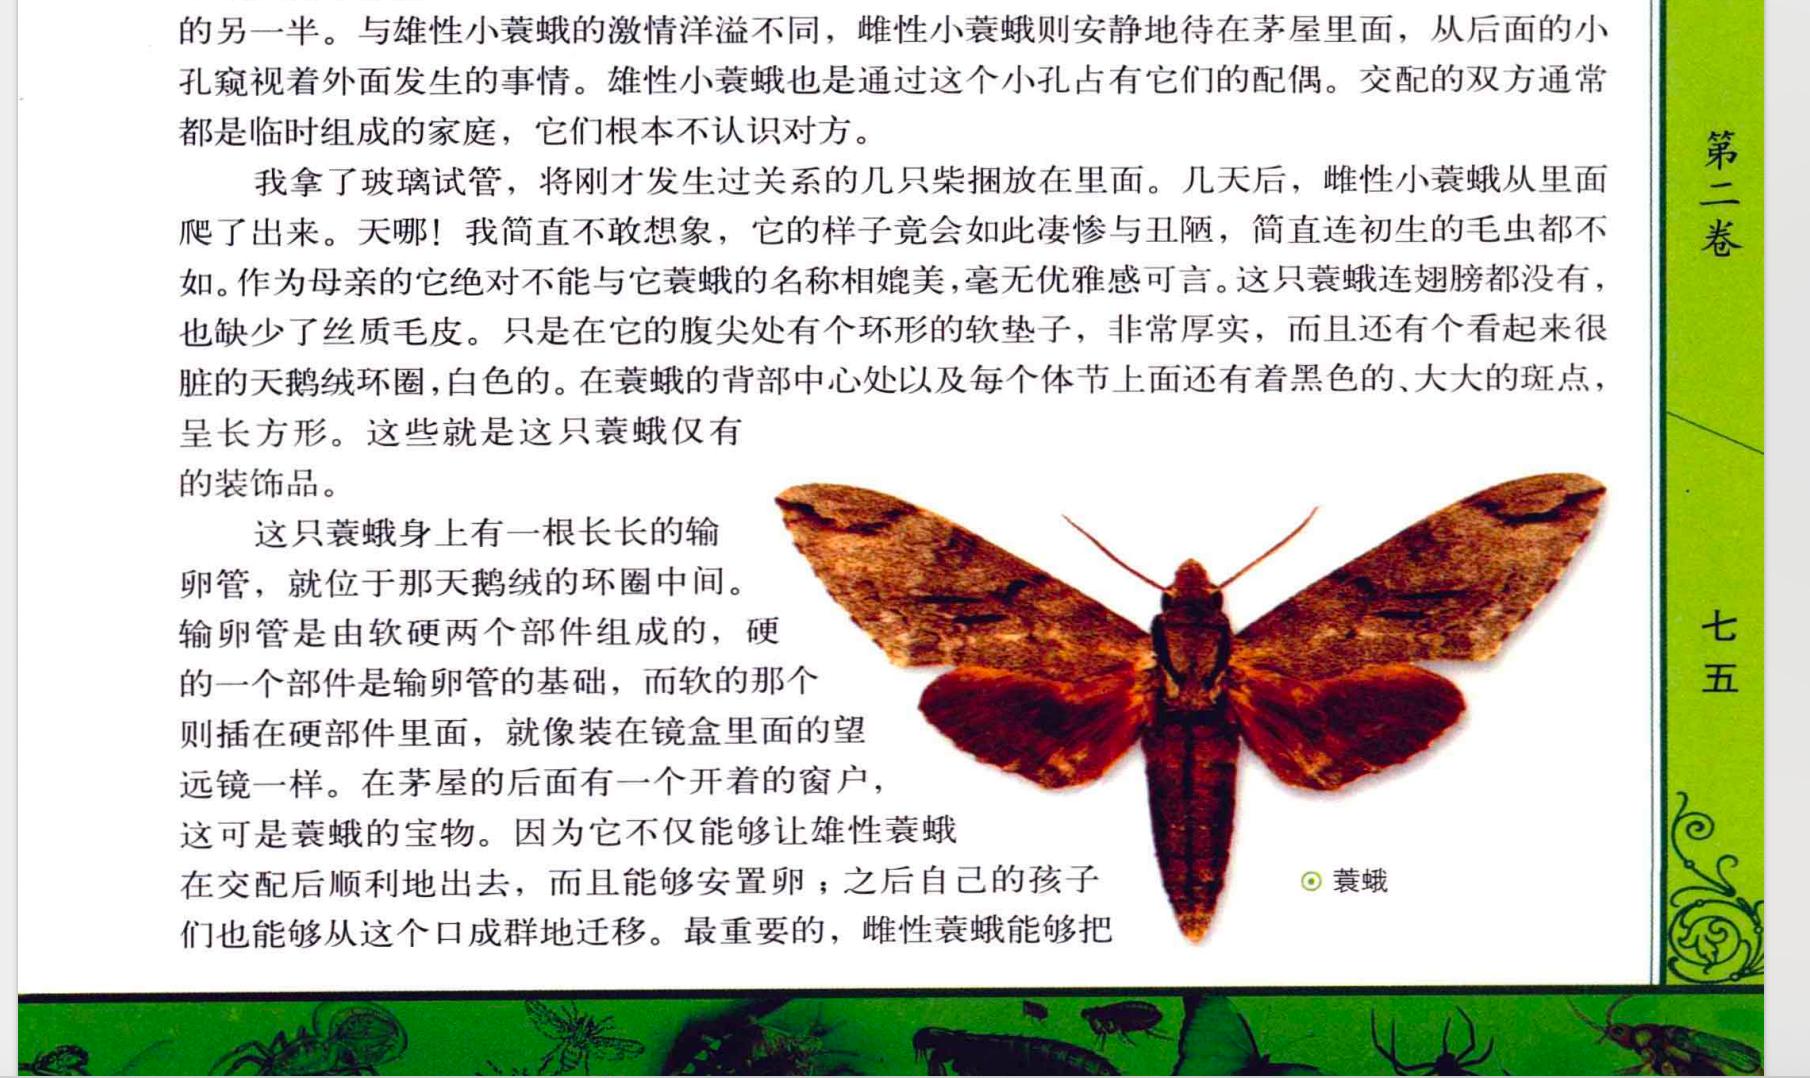 的另一半。与雄性小蓑蛾的激情洋溢不同，雌性小蓑蛾则安静地待在茅屋里面，从后面的小
孔窥视着外面发生的事情。雄性小蓑蛾也是通过这个小孔占有它们的配偶。交配的双方通常
都是临时组成的家庭，它们根本不认识对方。
我拿了玻璃试管，将刚才发生过关系的几只柴捆放在里面。几天后，雌性小蓑蛾从里面
爬了出来。天哪！我简直不敢想象，它的样子竟会如此凄惨与丑陋，简直连初生的毛虫都不
如。作为母亲的它绝对不能与它蓑蛾的名称相媲美，毫无优雅感可言。这只蓑蛾连翅膀都没有，
也缺少了丝质毛皮。只是在它的腹尖处有个环形的软垫子，非常厚实，而且还有个看起来很
脏的天鹅绒环圈，白色的。在蓑蛾的背部中心处以及每个体节上面还有着黑色的、大大的斑点，
呈长方形。这些就是这只蓑蛾仅有
的装饰品。
这只蓑蛾身上有一根长长的输
卵管，就位于那天鹅绒的环圈中间。
输卵管是由软硬两个部件组成的，硬
的一个部件是输卵管的基础，而软的那个
则插在硬部件里面，就像装在镜盒里面的望
远镜一样。在茅屋的后面有一个开着的窗户，
这可是蓑蛾的宝物。因为它不仅能够让雄性蓑蛾
在交配后顺利地出去，而且能够安置卵；之后自己的孩子
们也能够从这个口成群地迁移。最重要的，雌性蓑蛾能够把
蓑蛾
第二卷
七五